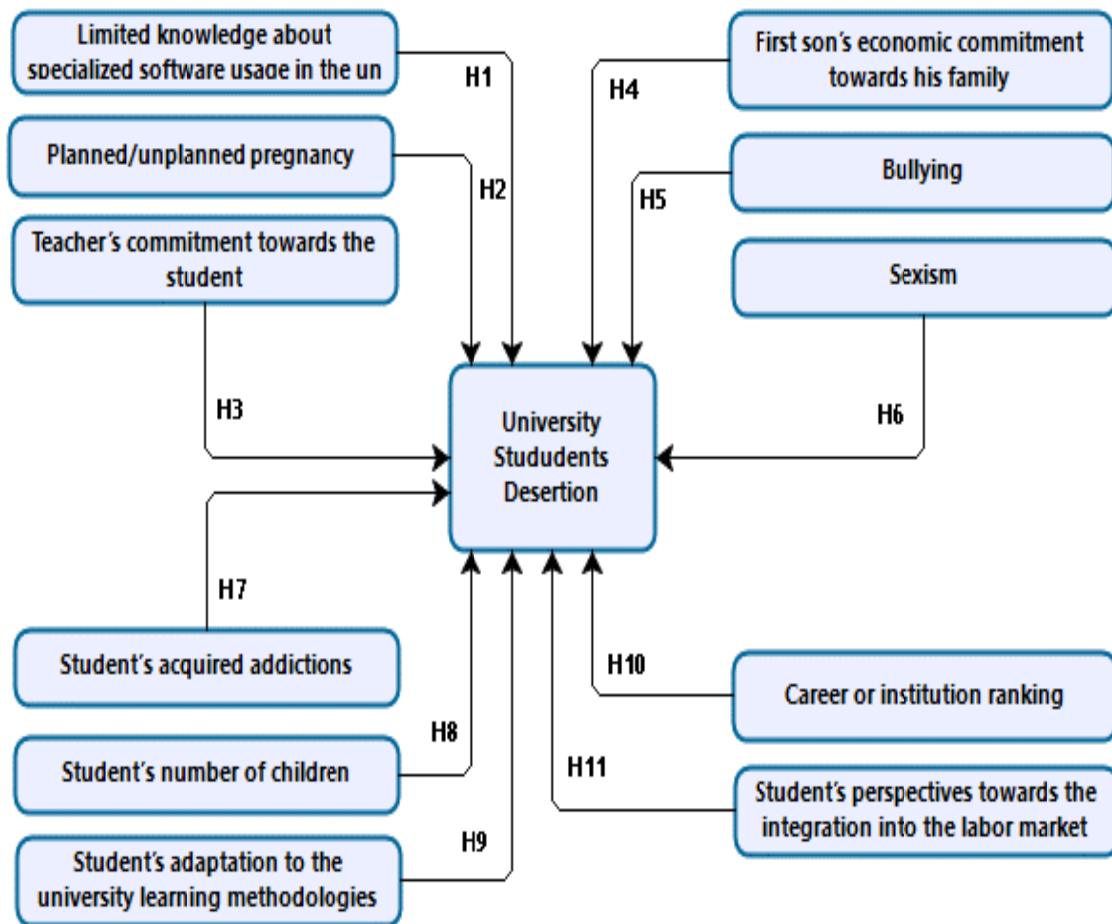 Limited knowledge about
specialized software usage in the un
H1
Planned/unplanned pregnancy
H2
Teacher's commitment towards the
student
H3
First son's economic commitment
towards his family
H4
Bullying
H5
Sexism
H6
University
Stududents
Desertion
H7
Student's acquired addictions
H8
Student's number of children
H9
Student's adaptation to the
university learning methodologies
H10
Career or institution ranking
H11
Student's perspectives towards the
integration into the labor market